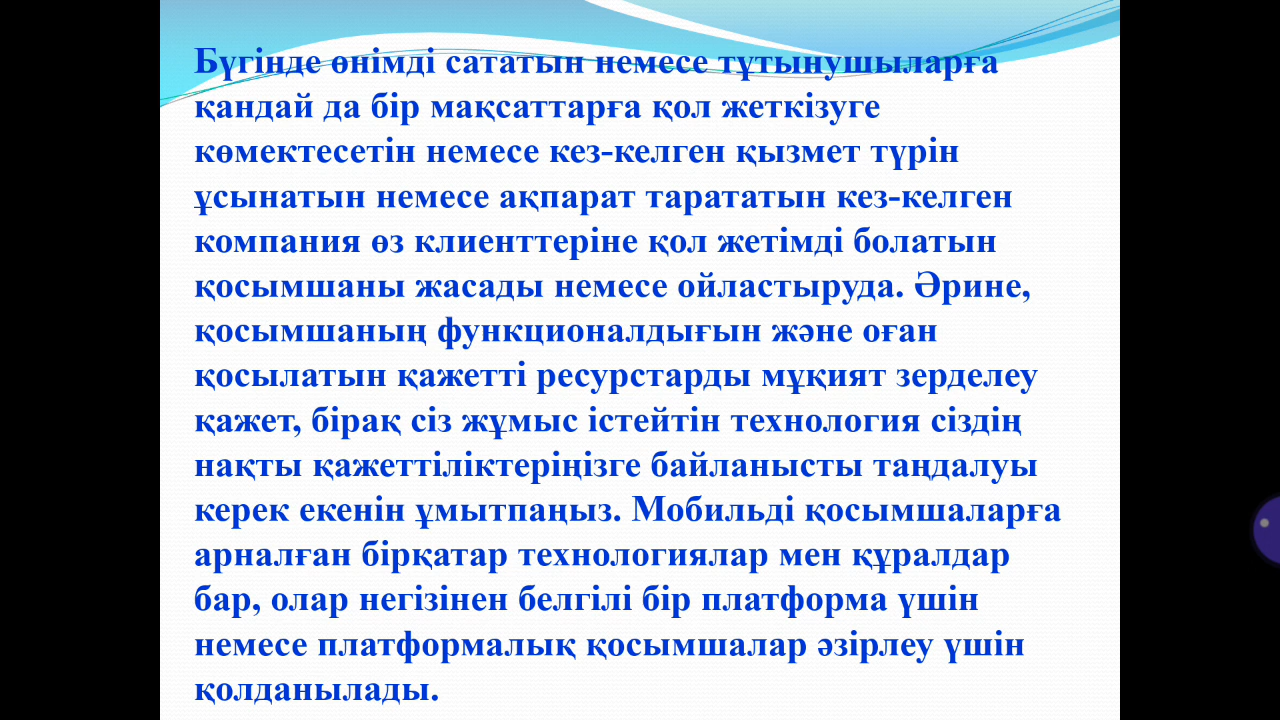 Бүгінде өнімді сататын немесе тұтынушыларға
қандай да бір мақсаттарға қол жеткізуге
көмектесетін немесе кез-келген қызмет түрін
ұсынатын немесе ақпарат тарататын кез-келген
компания өз клиенттеріне қол жетімді болатын
қосымшаны жасады немесе ойластыруда. Әрине,
қосымшаның функционалдығын және оған
қосылатын қажетті ресурстарды мұқият зерделеу
қажет, бірақ сіз жұмыс істейтін технология сіздің
нақты қажеттіліктеріңізге байланысты таңдалуы
керек екенін ұмытпаңыз. Мобильді қосымшаларға
арналған бірқатар технологиялар мен құралдар
бар, олар негізінен белгілі бір платформа үшін
немесе платформалық қосымшалар әзірлеу үшін
қолданылады.